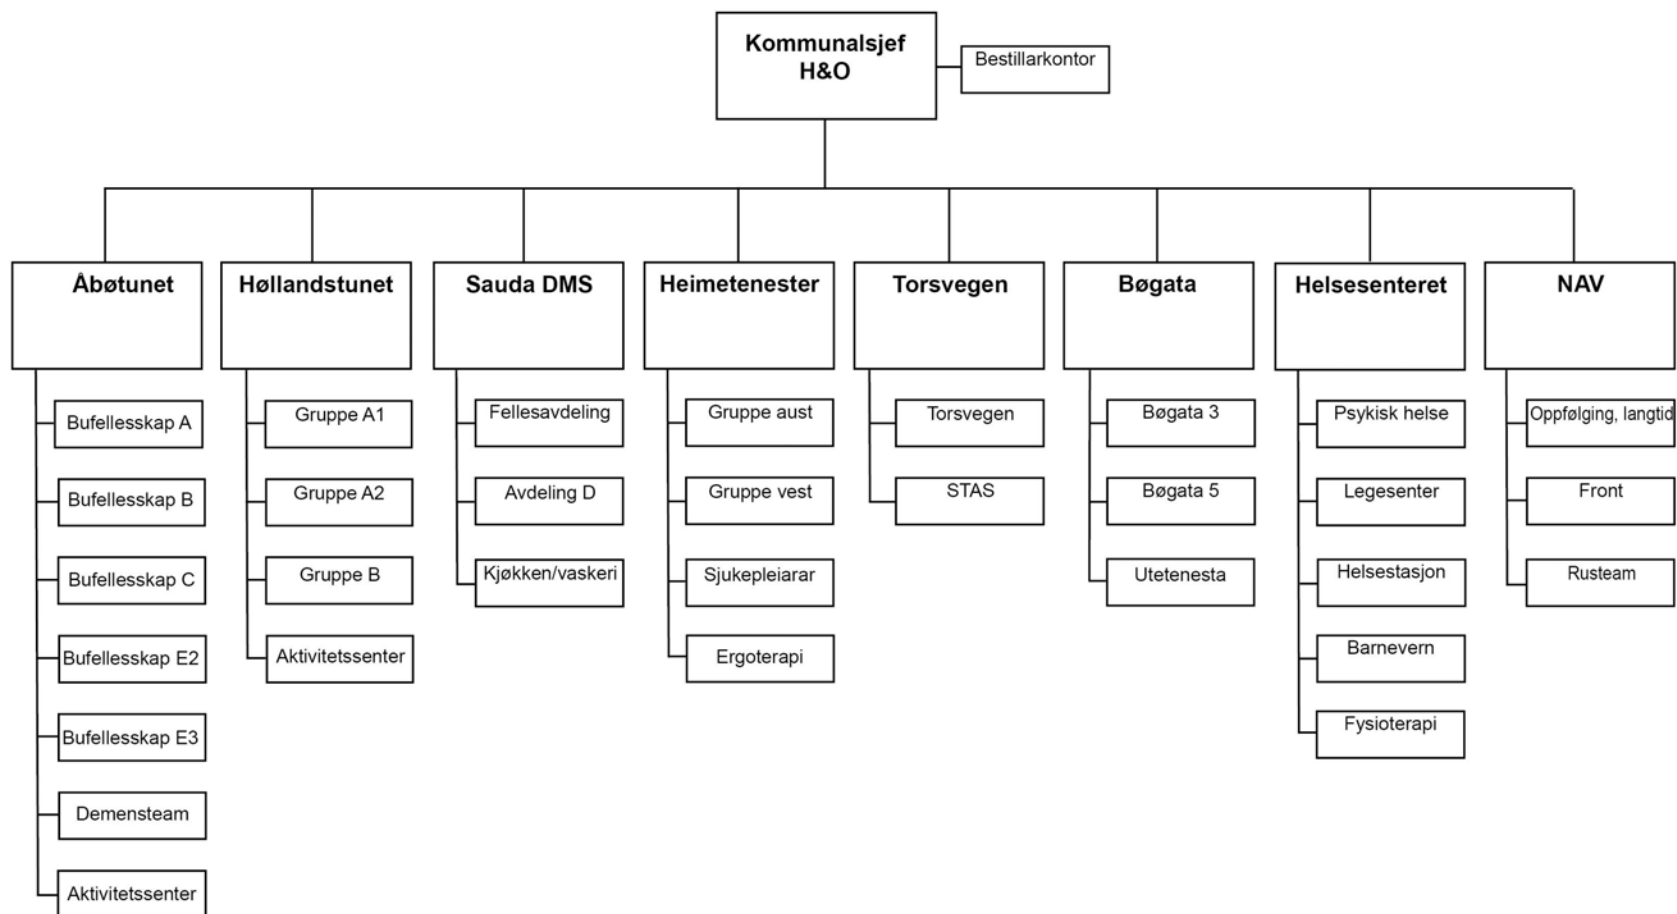 Kommunalsjef
H&O
Bestillarkontor
Åbøtunet
Bufellesskap A
Bufellesskap B
Bufellesskap C
Bufellesskap E2
Bufellesskap E3
Demensteam
Aktivitetssenter
Høllandstunet
Gruppe A1
Gruppe A2
Gruppe B
Aktivitetssenter
Sauda DMS
Fellesavdeling
Avdeling D
Kjøkken/vaskeri
Heimetenester
Gruppe aust
Gruppe vest
Sjukepleiarar
Ergoterapi
Torsvegen
Torsvegen
STAS
Bøgata
Bøgata 3
Bøgata 5
Utetenesta
Helsesenteret
Psykisk helse
Legesenter
Helsestasjon
Barnevern
Fysioterapi
NAV
Oppfølging, langtid
Front
Rusteam